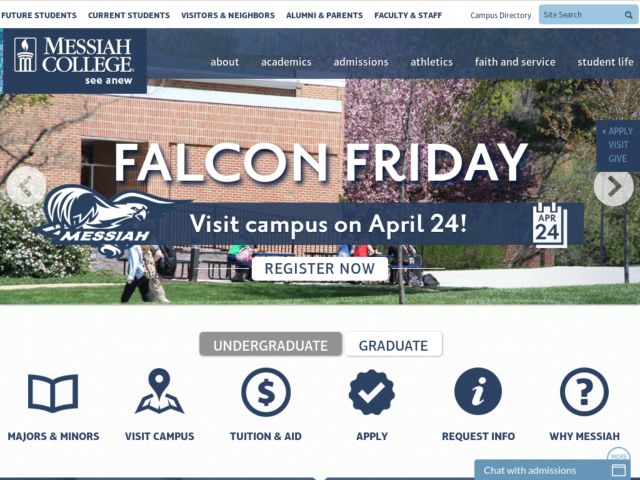 FUTURE STUDENTS CURRENT STUDENTS VISITORS & NEIGHBORS ALUMNI & PARENTS FACULTY & STAFF Campus Directory Site Search
MESSIAH
COLLEGE
see anew
about academics admissions athletics faith and service student life
APPLY
VISIT
GIVE
FALCON FRIDAY
MESSIAH
Visit campus on April 24!
APR
24
REGISTER NOW
UNDERGRADUATE GRADUATE
MAJORS & MINORS VISIT CAMPUS TUITION & AID APPLY REQUEST INFO WHY MESSIAH
MORE
Chat with admissions